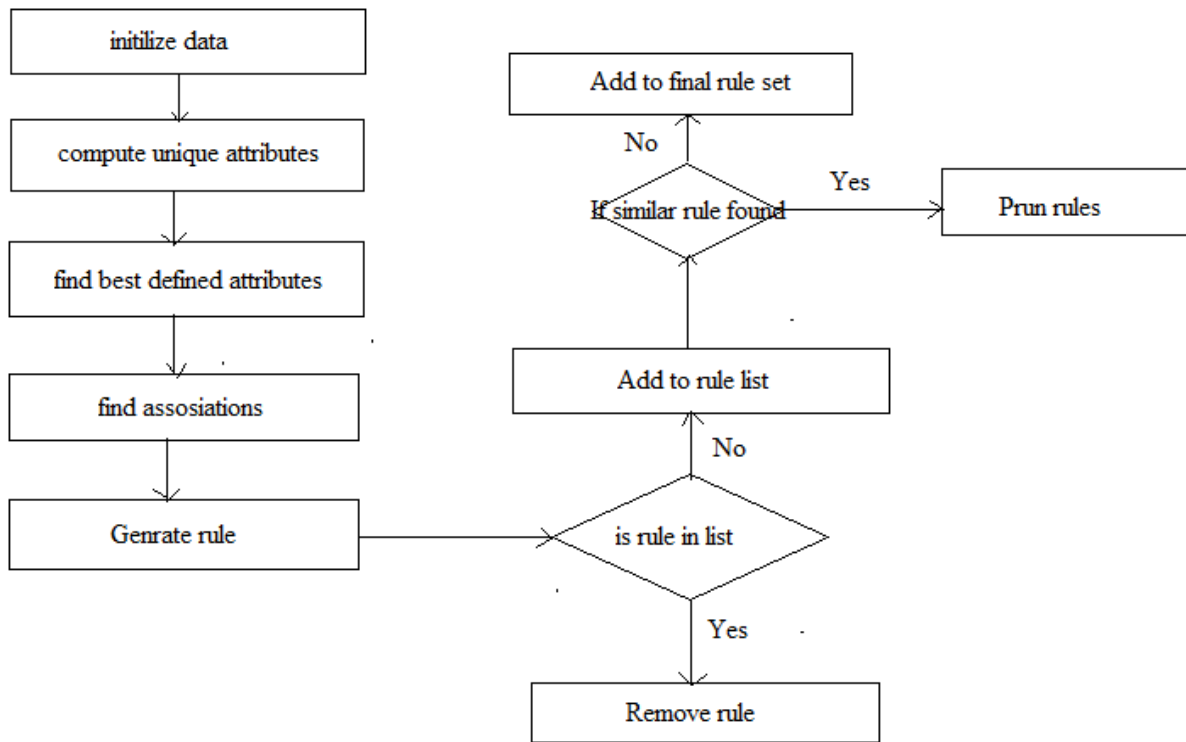 initilize data
compute unique attributes
find best defined attributes
find assosiations
Genrate rule
is rule in list
Yes
Remove rule
No
Add to rule list
If similar rule found
Yes
Prun rules
No
Add to final rule set